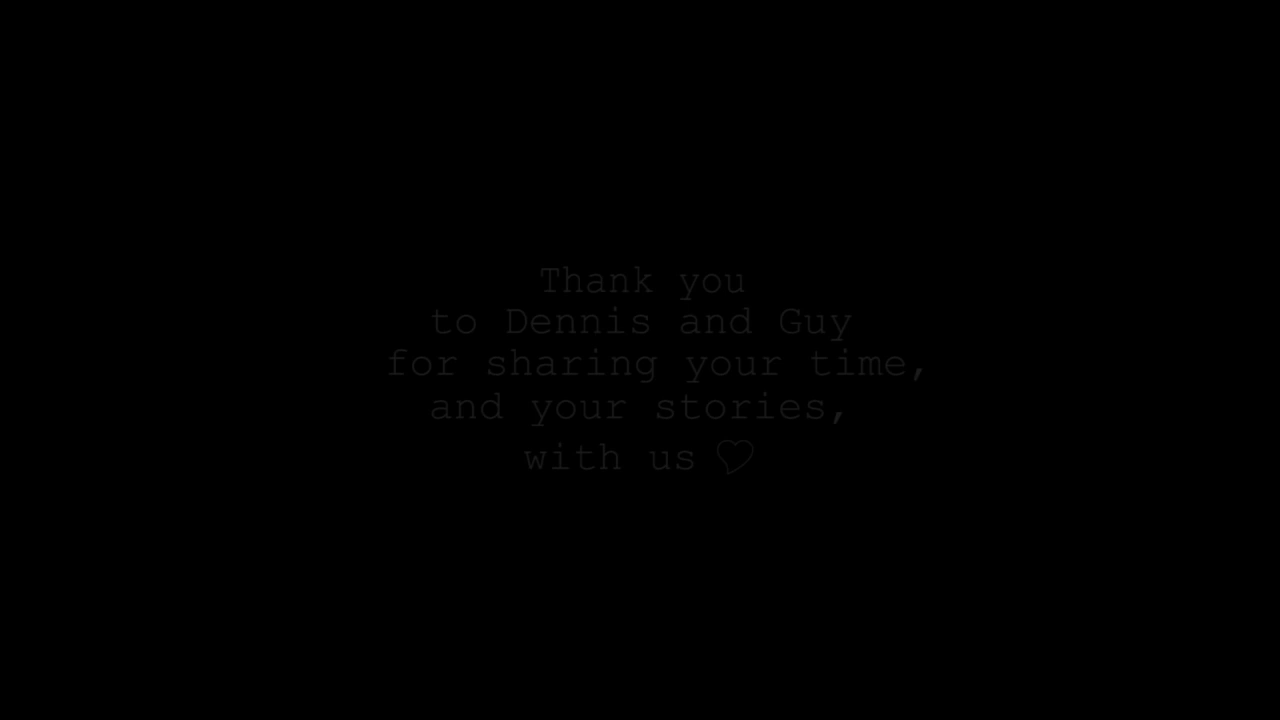 Thank you
to Dennis and Guy
for sharing your time,
and your stories,
with us ♡